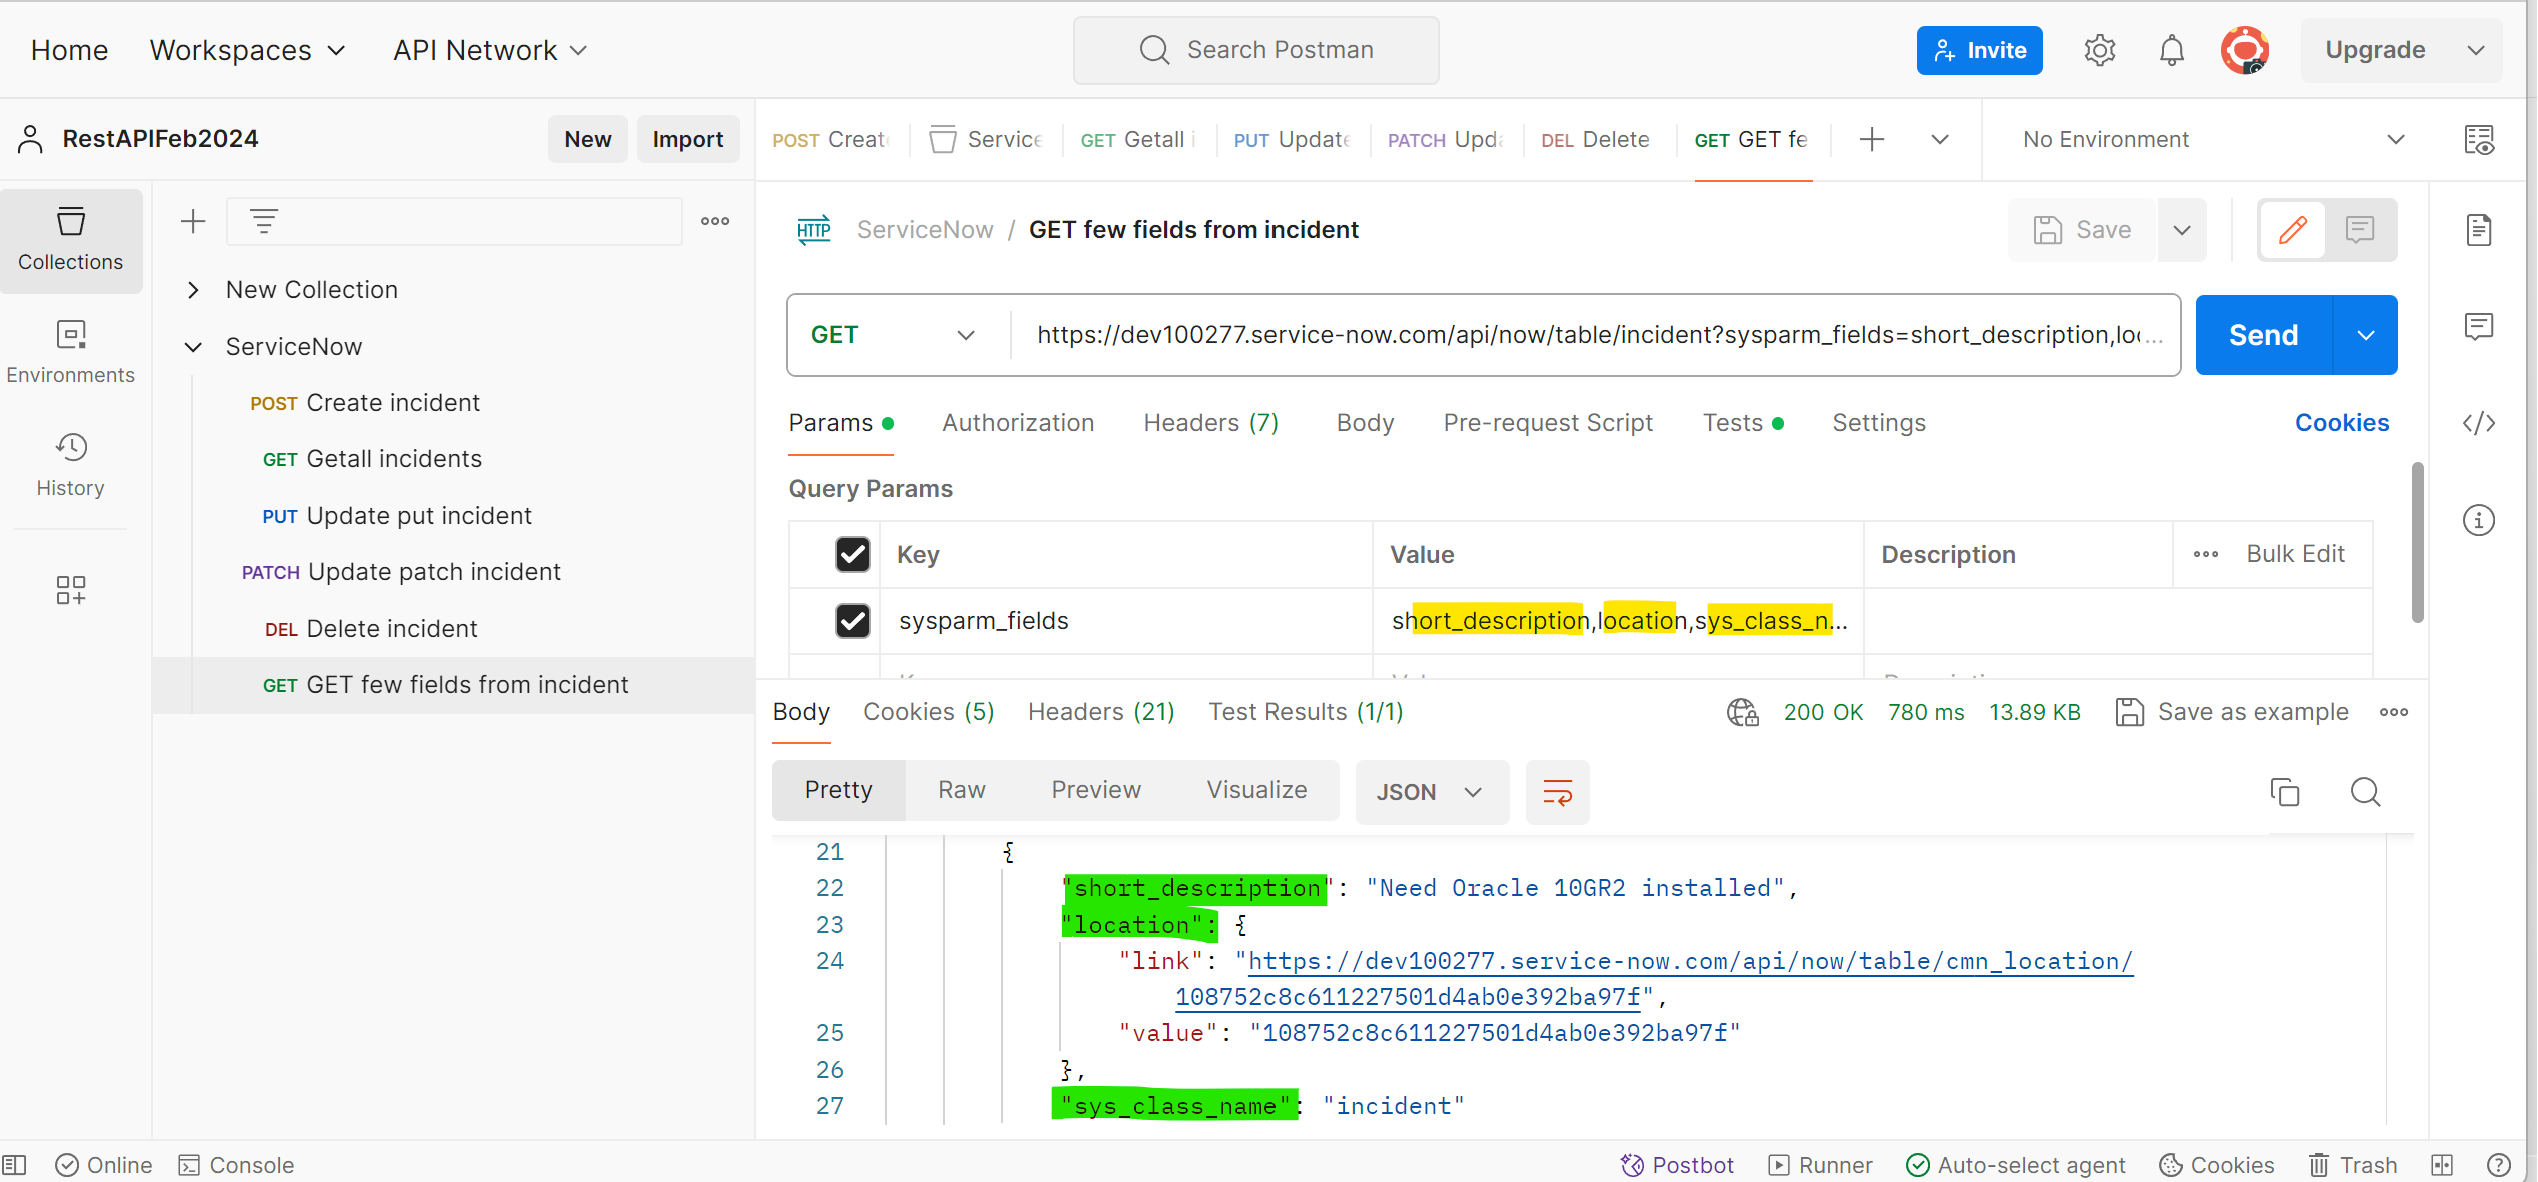 Home Workspaces API Network Search Postman Invite Upgrade
RestAPIFeb2024 New Import POST Create Service GET Getall i PUT Update PATCH Upda DEL Delete GET GET fe No Environment
Collections
Environments
History
New Collection
ServiceNow
POST Create incident
GET Getall incidents
PUT Update put incident
PATCH Update patch incident
DEL Delete incident
GET GET few fields from incident
HTTP ServiceNow / GET few fields from incident Save
GET https://dev100277.service-now.com/api/now/table/incident?sysparm_fields=short_description,loc... Send
Params Authorization Headers (7) Body Pre-request Script Tests Settings Cookies
Query Params
Key Value Description Bulk Edit
sysparm_fields short_description,location,sys_class_n...
Body Cookies (5) Headers (21) Test Results (1/1) 200 OK 780 ms 13.89 KB Save as example
Pretty Raw Preview Visualize JSON
21 {
22 "short_description": "Need Oracle 10GR2 installed",
23 "location": {
24 "link": "https://dev100277.service-now.com/api/now/table/cmn_location/
108752c8c611227501d4ab0e392ba97f",
25 "value": "108752c8c611227501d4ab0e392ba97f"
26 },
27 "sys_class_name": "incident"
Online Console Postbot Runner Auto-select agent Cookies Trash